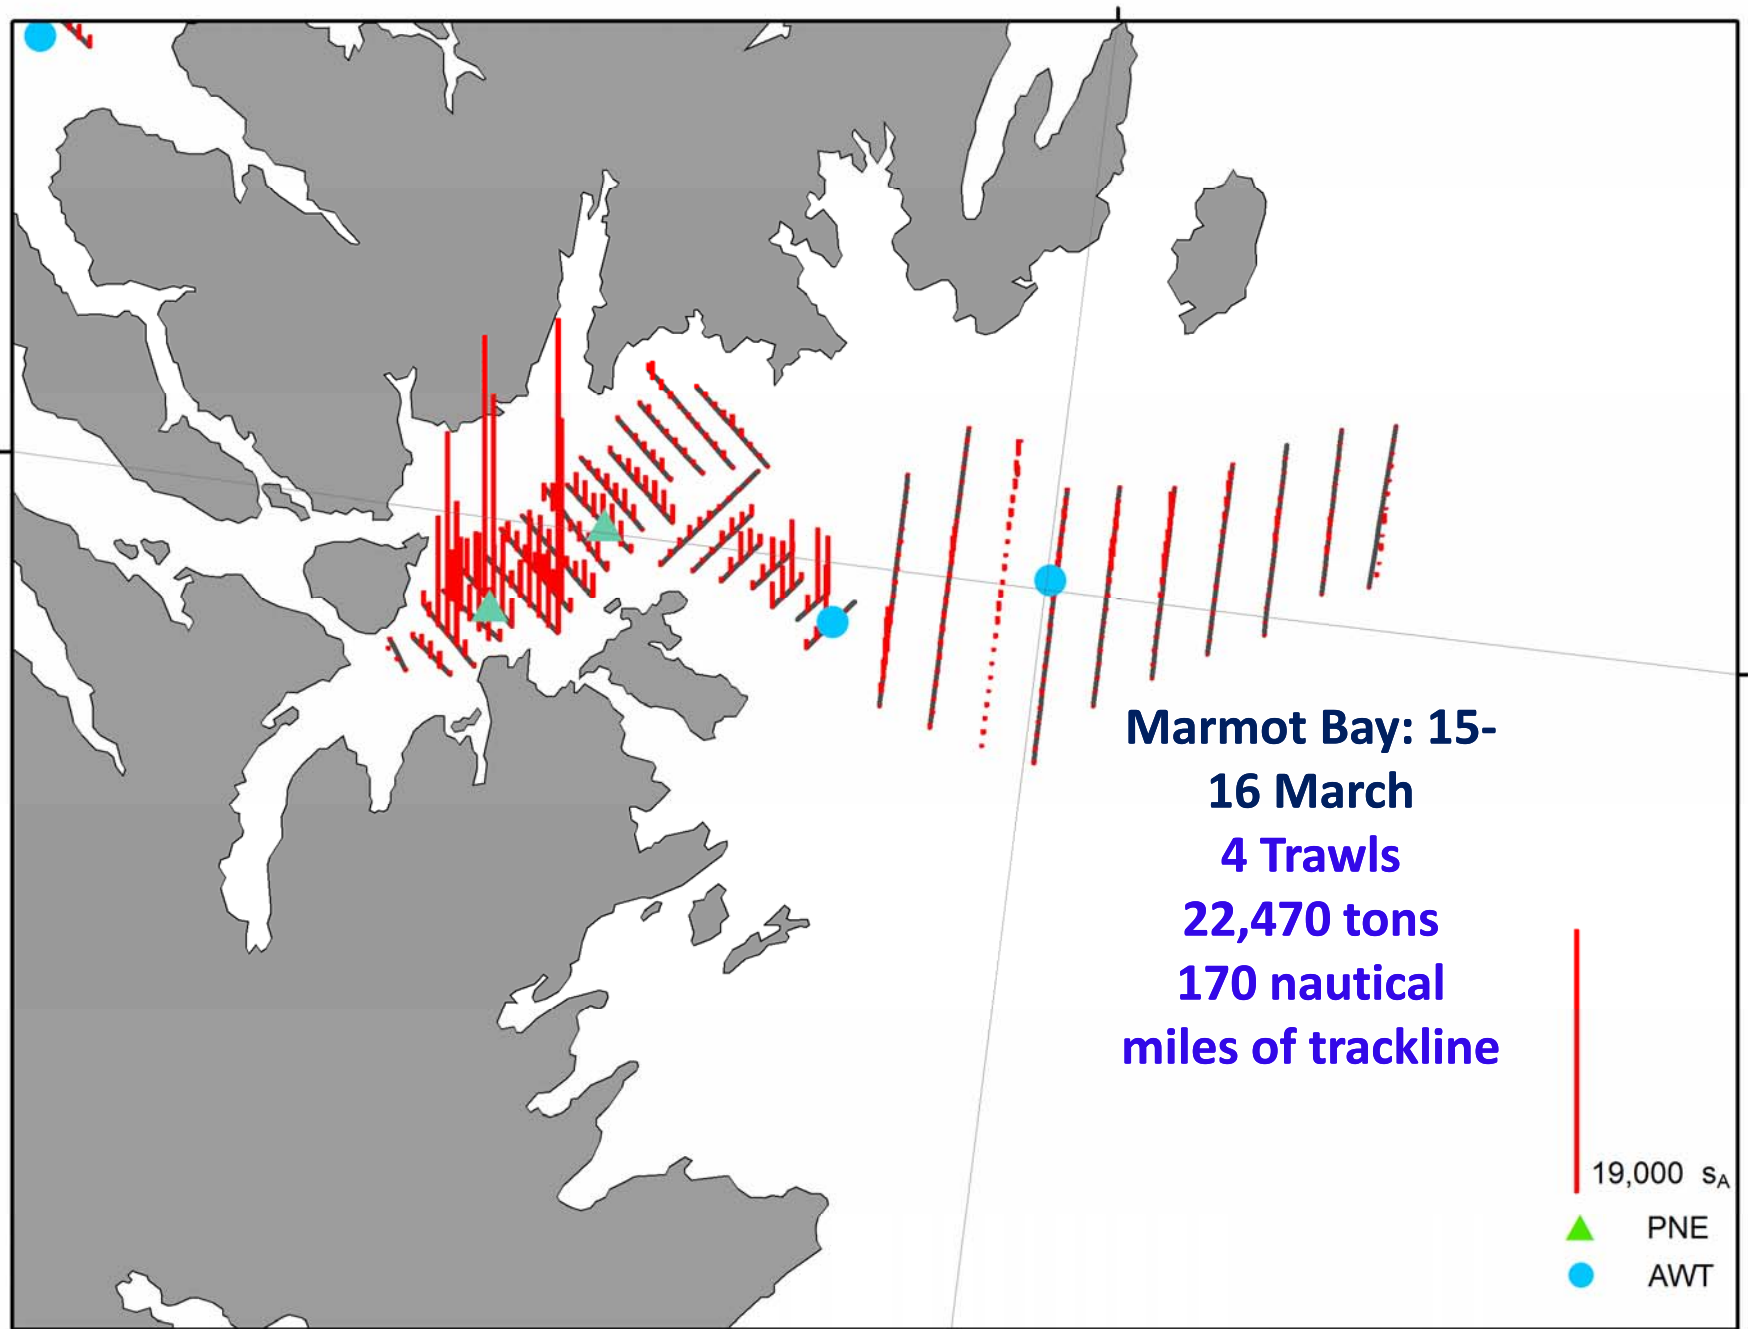 Marmot Bay: 15-
16 March
4 Trawls
22,470 tons
170 nautical
miles of trackline
19,000 sA
PNE
AWT